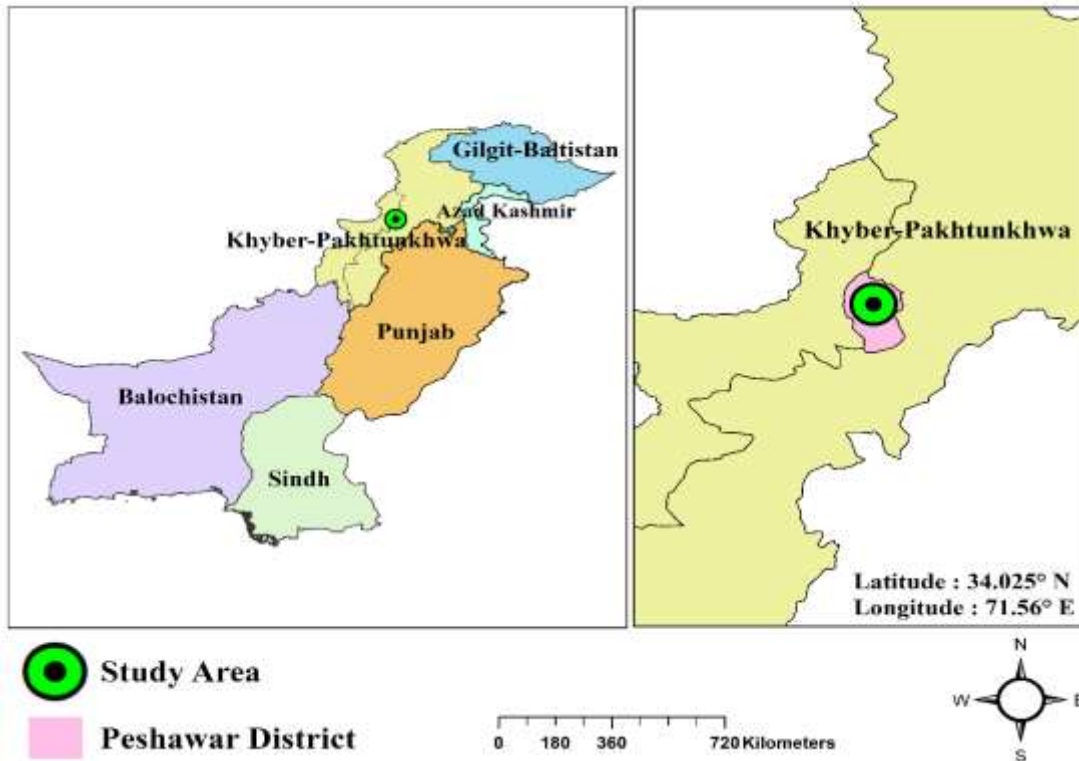 Gilgit-Baltistan
Azad Kashmir
Khyber-Pakhtunkhwa
Punjab
Balochistan
Sindh
Khyber-Pakhtunkhwa
Latitude : 34.025° N
Longitude : 71.56° E
Study Area
Peshawar District
0 180 360 720 Kilometers
N
W E
S